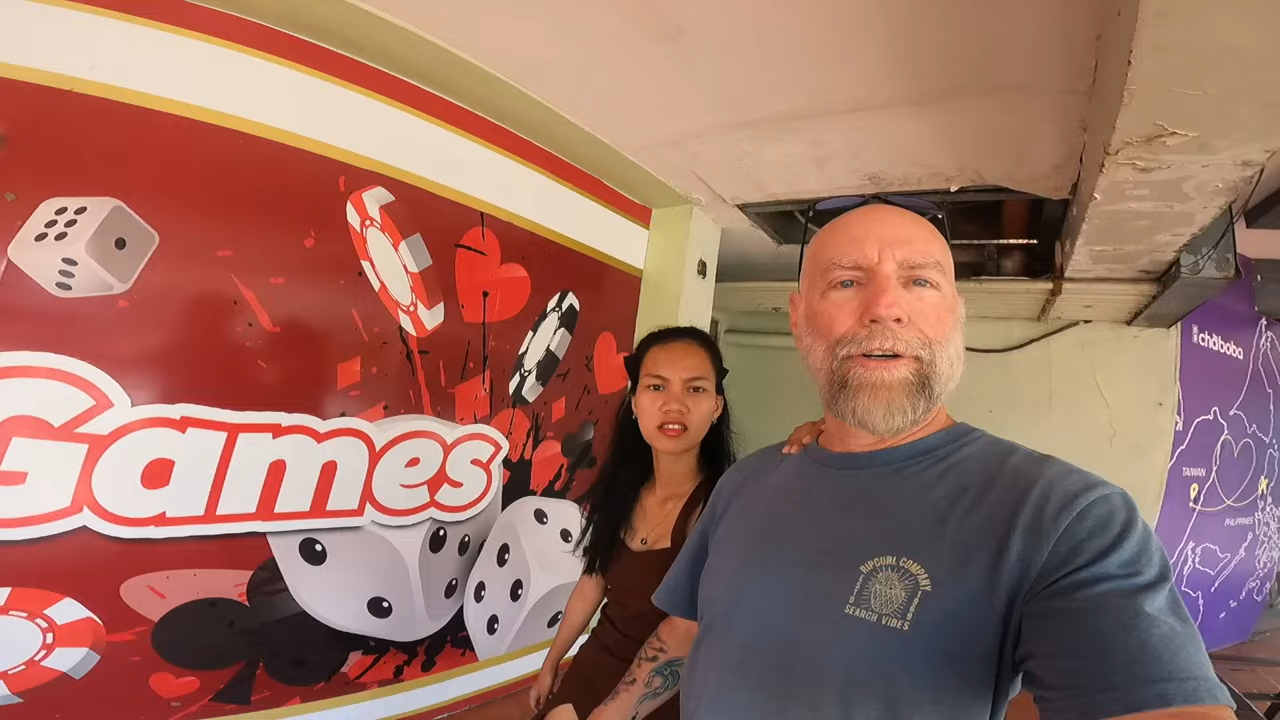 Games
RIPCURL COMPANY
SEARCH VIBES
chaboba
TAIWAN
PHILIPPINES